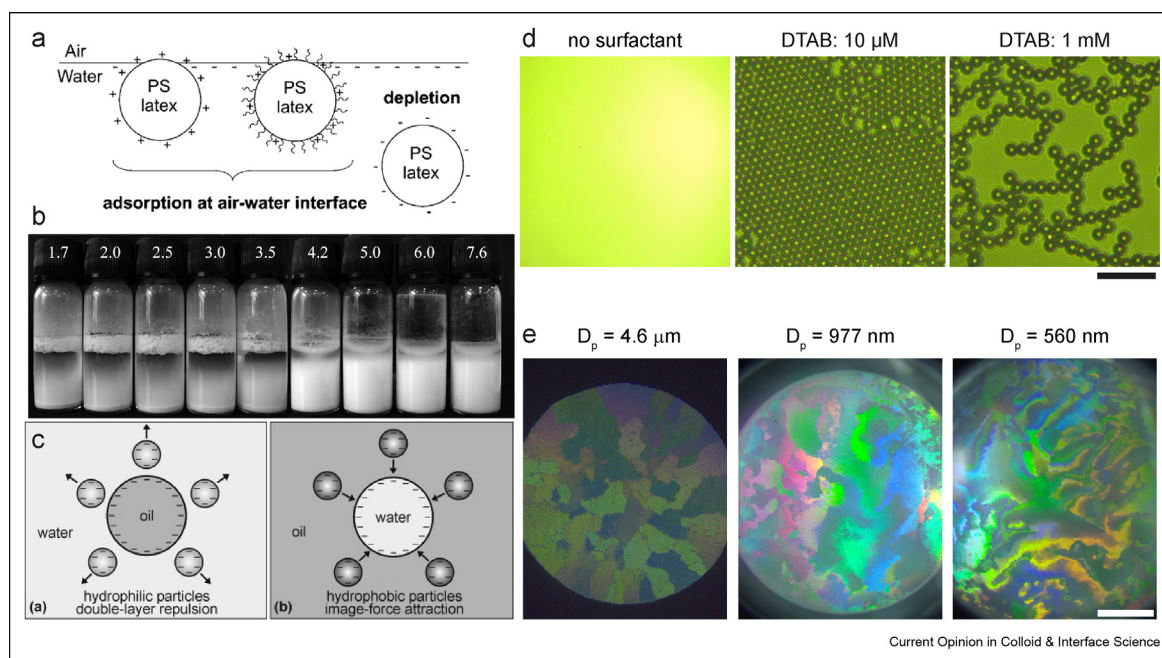 a
Air
Water
PS
latex
PS
latex
depletion
PS
latex
adsorption at air-water interface
b
1.7 2.0 2.5 3.0 3.5 4.2 5.0 6.0 7.6
c
water
oil
(a)
hydrophilic particles
double-layer repulsion
oil
water
(b)
hydrophobic particles
image-force attraction
d
no surfactant
DTAB: 10 µM
DTAB: 1 mM
e
Dp = 4.6 µm
Dp = 977 nm
Dp = 560 nm
Current Opinion in Colloid & Interface Science